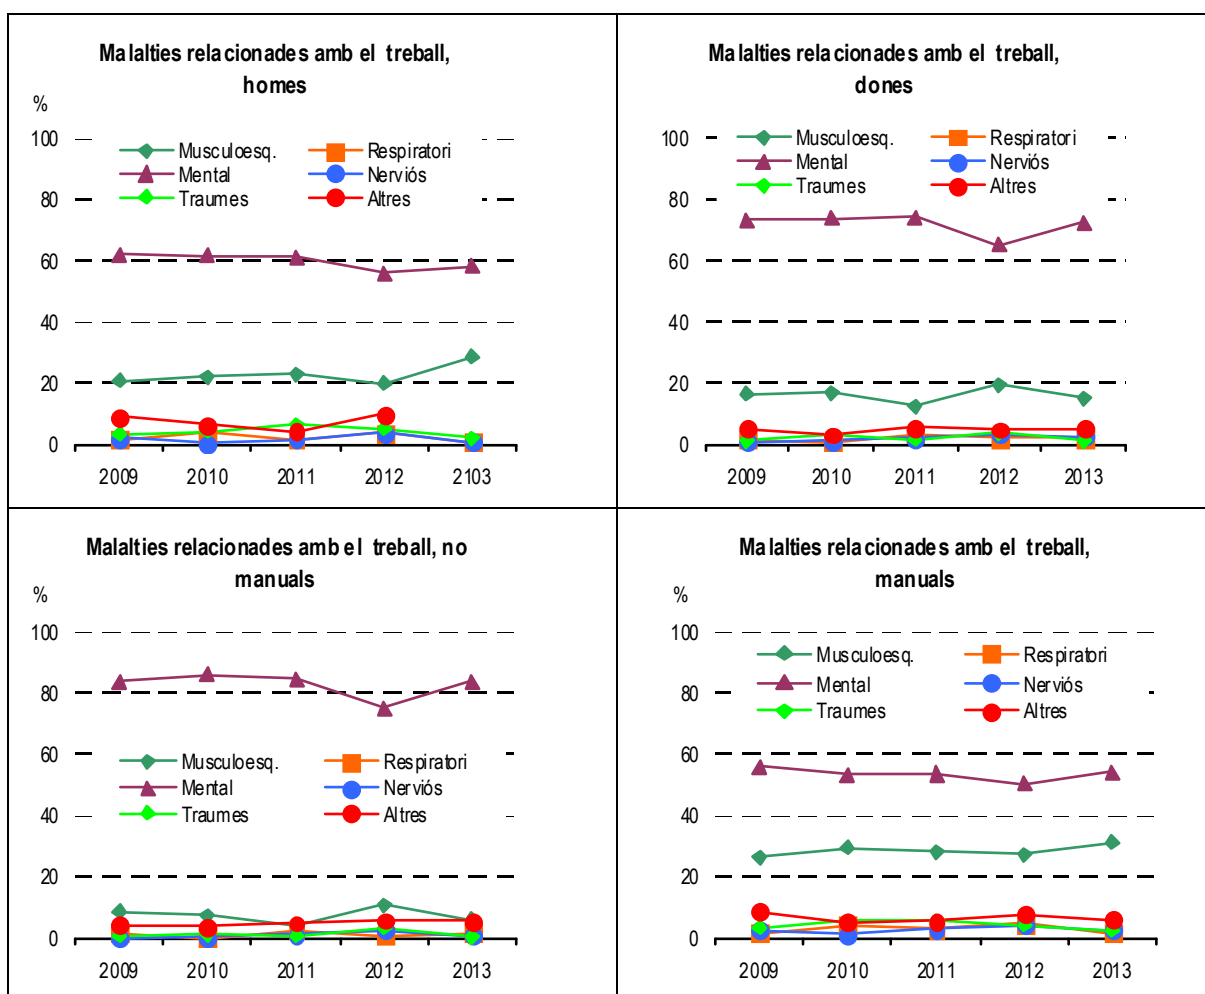 Malalties relacionades amb el treball,
homes
%
100
80
60
40
20
0
Musculoesq. Respiratori
Mental Nerviós
Traumes Altres
2009 2010 2011 2012 2103
Malalties relacionades amb el treball,
dones
100
80
60
40
20
0
Musculoesq. Respiratori
Mental Nerviós
Traumes Altres
2009 2010 2011 2012 2013
Malalties relacionades amb el treball, no
manuals
%
100
80
60
40
20
0
Musculoesq. Respiratori
Mental Nerviós
Traumes Altres
2009 2010 2011 2012 2013
Malalties relacionades amb el treball,
manuals
%
100
80
60
40
20
0
Musculoesq. Respiratori
Mental Nerviós
Traumes Altres
2009 2010 2011 2012 2013